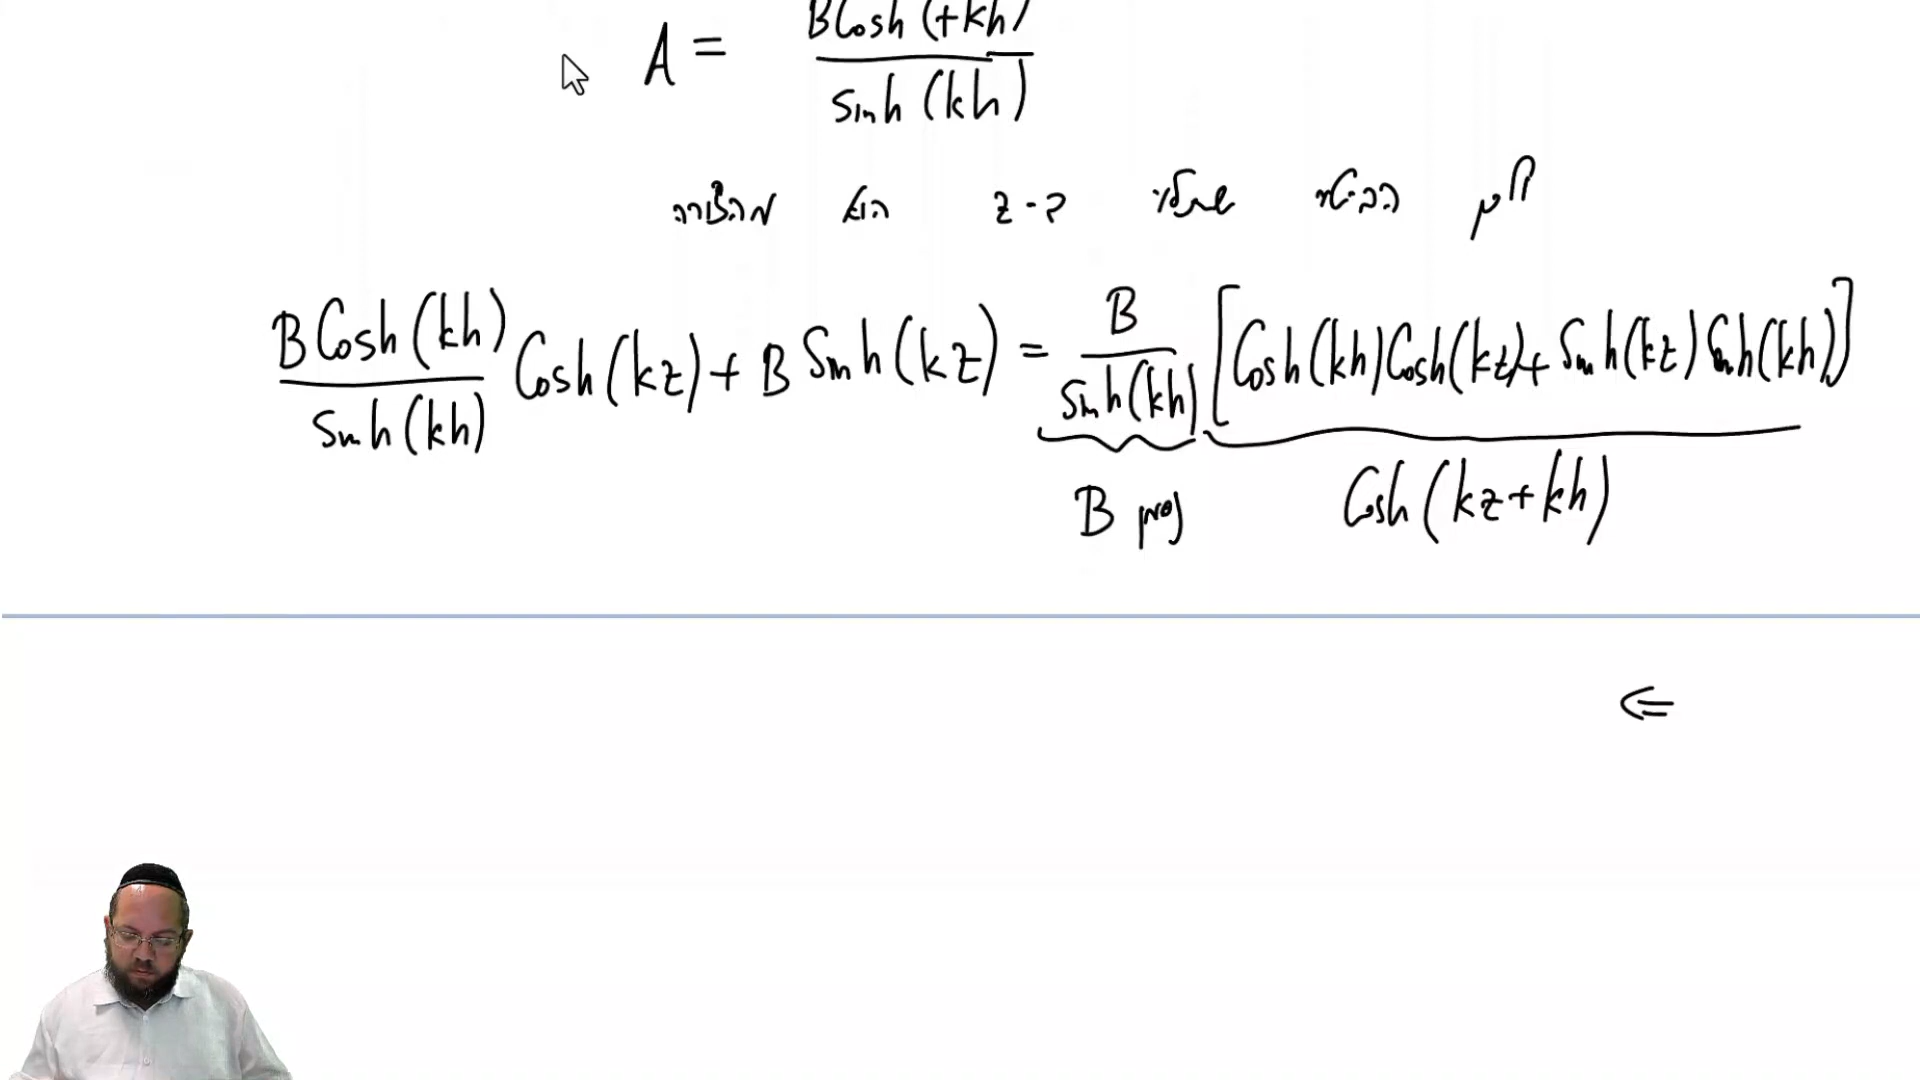 A = BCosh(+kh) / Sinh(kh)
ולכן הביטוי שתלוי ב-z הוא מהצורה
BCosh(kh) / Sinh(kh) Cosh(kz) + B Sinh(kz) = B / Sinh(kh) [Cosh(kh)Cosh(kz) + Sinh(kz) Sinh(kh)]
נסמן B Cosh(kz+kh)
⇐